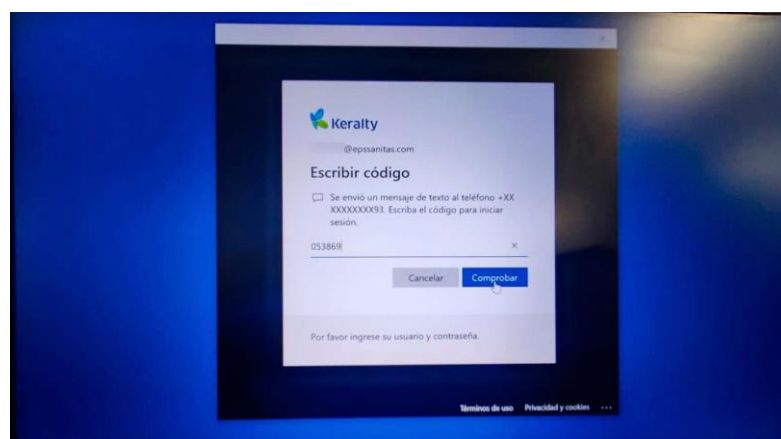 Keralty
@epssanitas.com
Escribir código
Se envió un mensaje de texto al teléfono +XX
XXXXXXXX93. Escriba el código para iniciar
sesión.
053869
Cancelar
Comprobar
Por favor ingrese su usuario y contraseña.
Términos de uso Privacidad y cookies ...